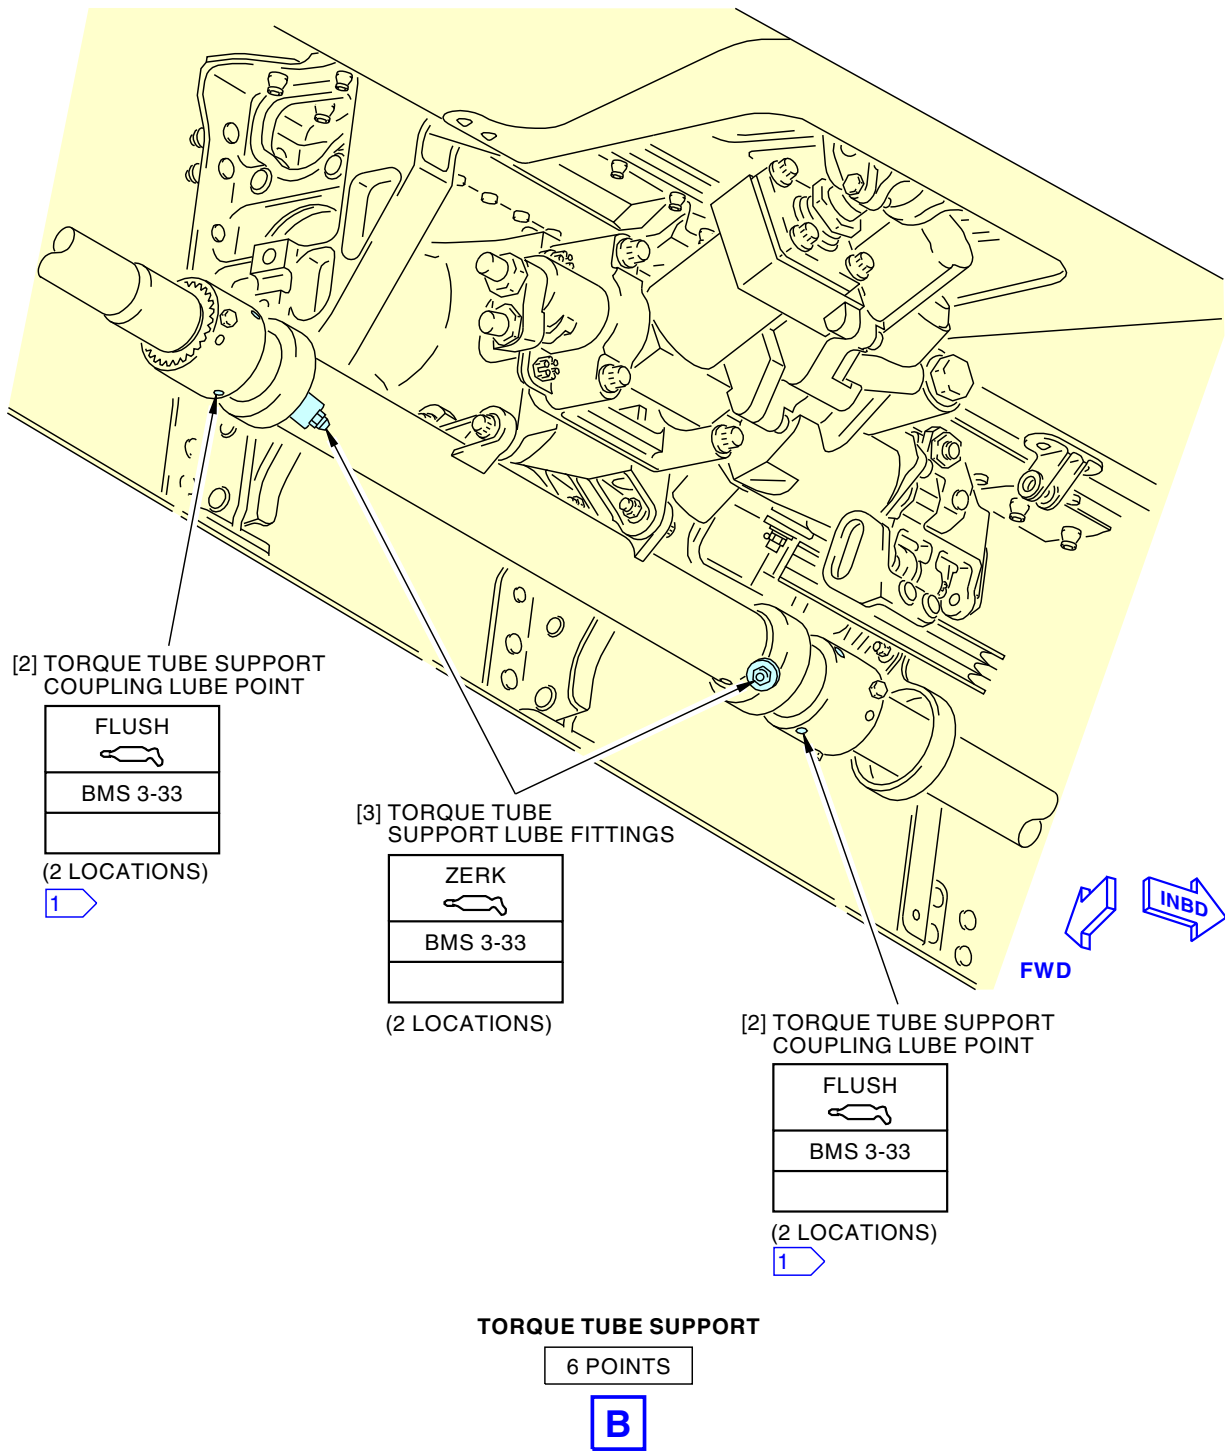 [2] TORQUE TUBE SUPPORT
COUPLING LUBE POINT
FLUSH
BMS 3-33
(2 LOCATIONS)
1
[3] TORQUE TUBE
SUPPORT LUBE FITTINGS
ZERK
BMS 3-33
(2 LOCATIONS)
INBD
FWD
[2] TORQUE TUBE SUPPORT
COUPLING LUBE POINT
FLUSH
BMS 3-33
(2 LOCATIONS)
1
TORQUE TUBE SUPPORT
6 POINTS
B